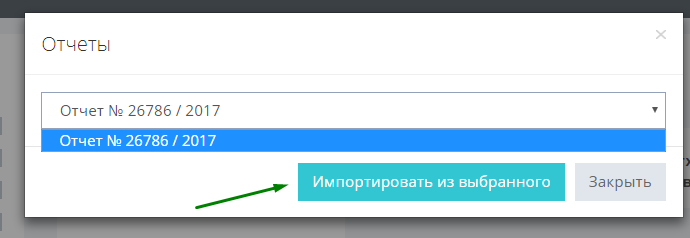 Отчеты
×
Отчет № 26786 / 2017
Отчет № 26786 / 2017
Импортировать из выбранного
Закрыть